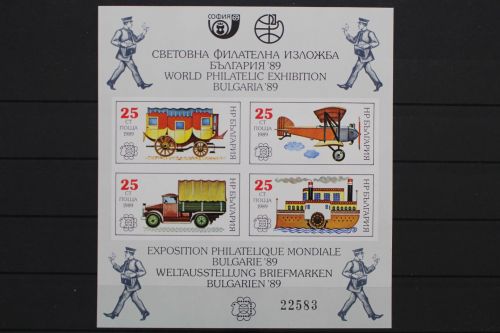 СОФИЯ 89
СВЕТОВНА ФИЛАТЕЛНА ИЗЛОЖБА
БЪЛГАРИЯ '89
WORLD PHILATELIC EXHIBITION
BULGARIA '89
25
СТ
ПОЩА
1989
НР БЪЛГАРИЯ
25
СТ
ПОЩА
1989
НР БЪЛГАРИЯ
25
СТ
ПОЩА
1989
НР БЪЛГАРИЯ
25
СТ
ПОЩА
1989
НР БЪЛГАРИЯ
EXPOSITION PHILATELIQUE MONDIALE
BULGARIE '89
WELTAUSSTELLUNG BRIEFMARKEN
BULGARIEN '89
22583